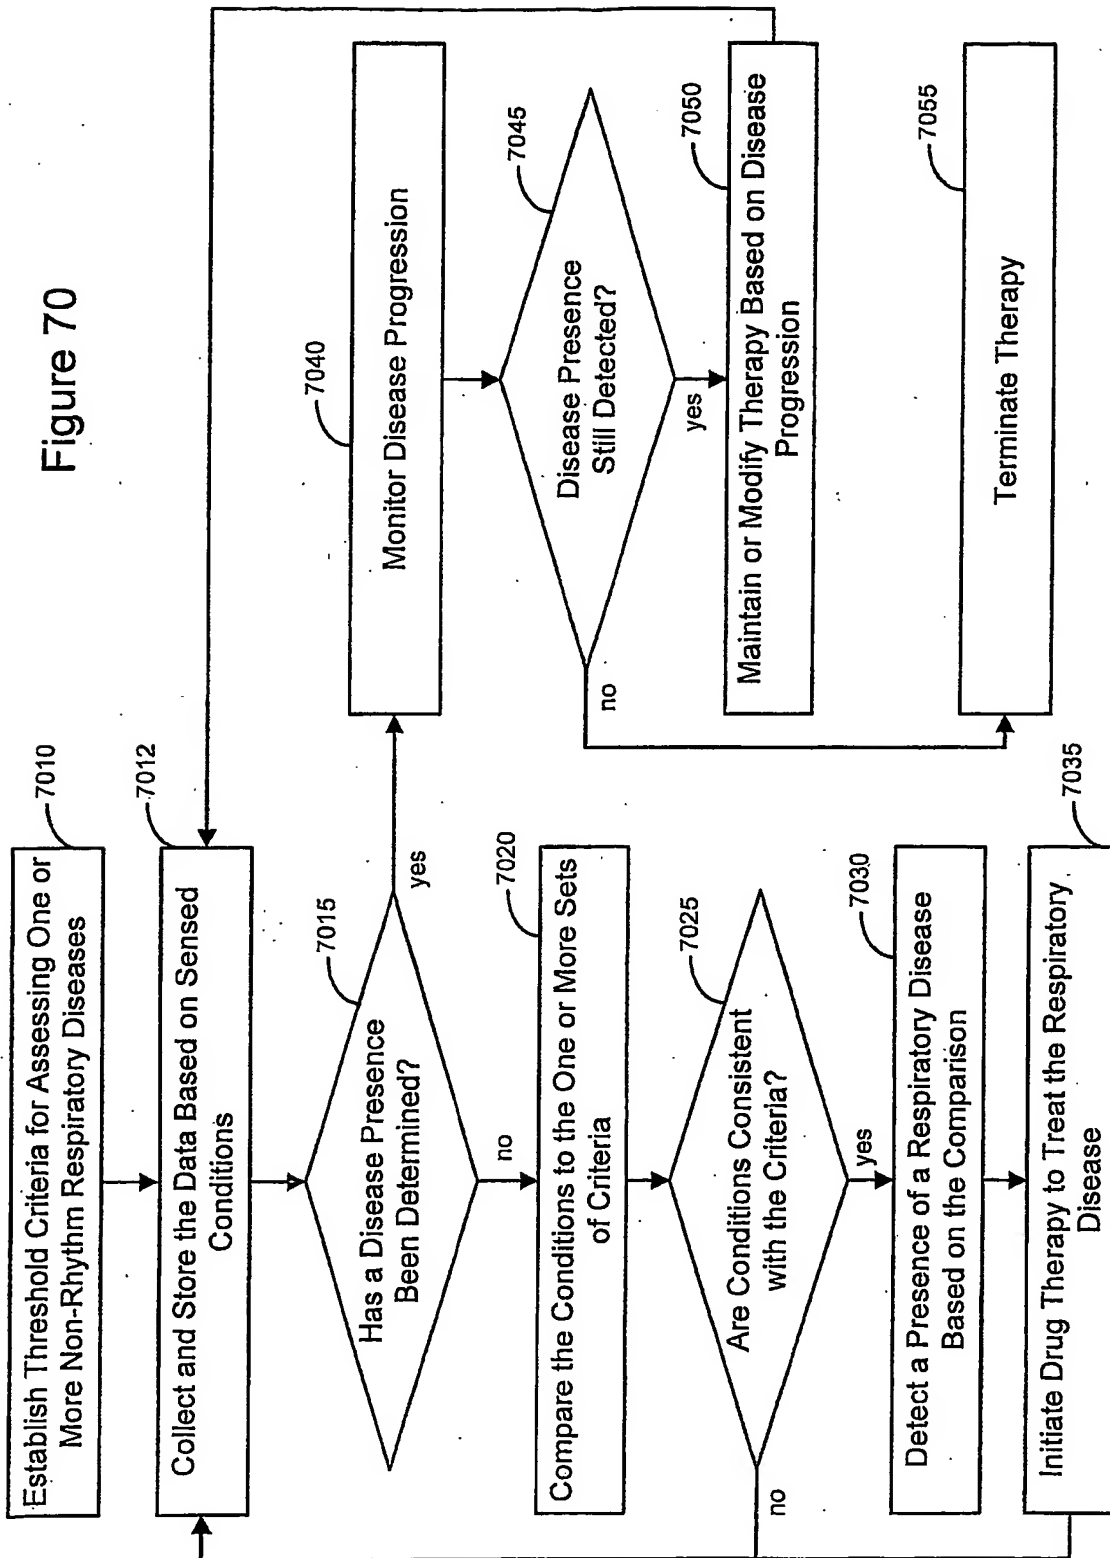 Figure 70
Establish Threshold Criteria for Assessing One or
More Non-Rhythm Respiratory Diseases
7010
Collect and Store the Data Based on Sensed
Conditions
7012
Has a Disease Presence
Been Determined?
7015
yes
no
Compare the Conditions to the One or More Sets
of Criteria
7020
Are Conditions Consistent
with the Criteria?
7025
no
yes
Detect a Presence of a Respiratory Disease
Based on the Comparison
7030
Initiate Drug Therapy to Treat the Respiratory
Disease
7035
Monitor Disease Progression
7040
Disease Presence
Still Detected?
7045
no
yes
Maintain or Modify Therapy Based on Disease
Progression
7050
Terminate Therapy
7055